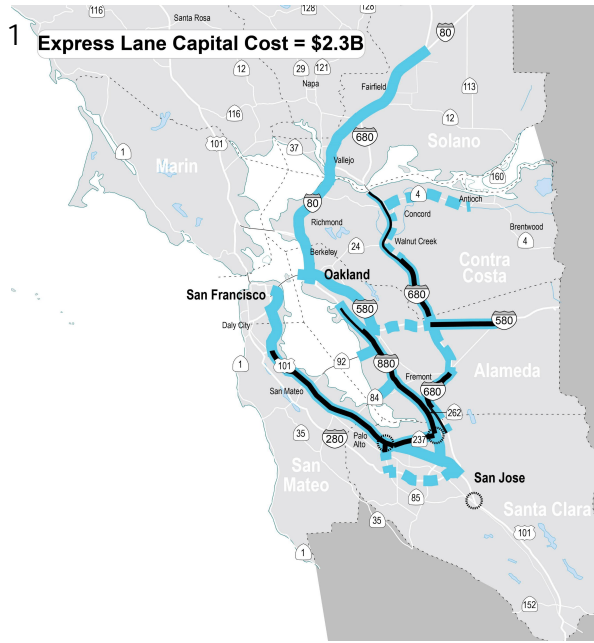 116
128
128
Santa Rosa
1
Express Lane Capital Cost = $2.3B
80
12
29
121
Napa
Fairfield
113
116
12
101
37
680
Solano
1
Marin
Vallejo
160
4
Antioch
80
Concord
Richmond
Brentwood
24
Walnut Creek
4
Berkeley
Contra
Costa
Oakland
San Francisco
680
580
580
Daly City
1
101
92
880
Fremont
Alameda
San Mateo
84
680
262
35
280
Palo
Alto
237
San
Mateo
San Jose
85
Santa Clara
35
101
1
152